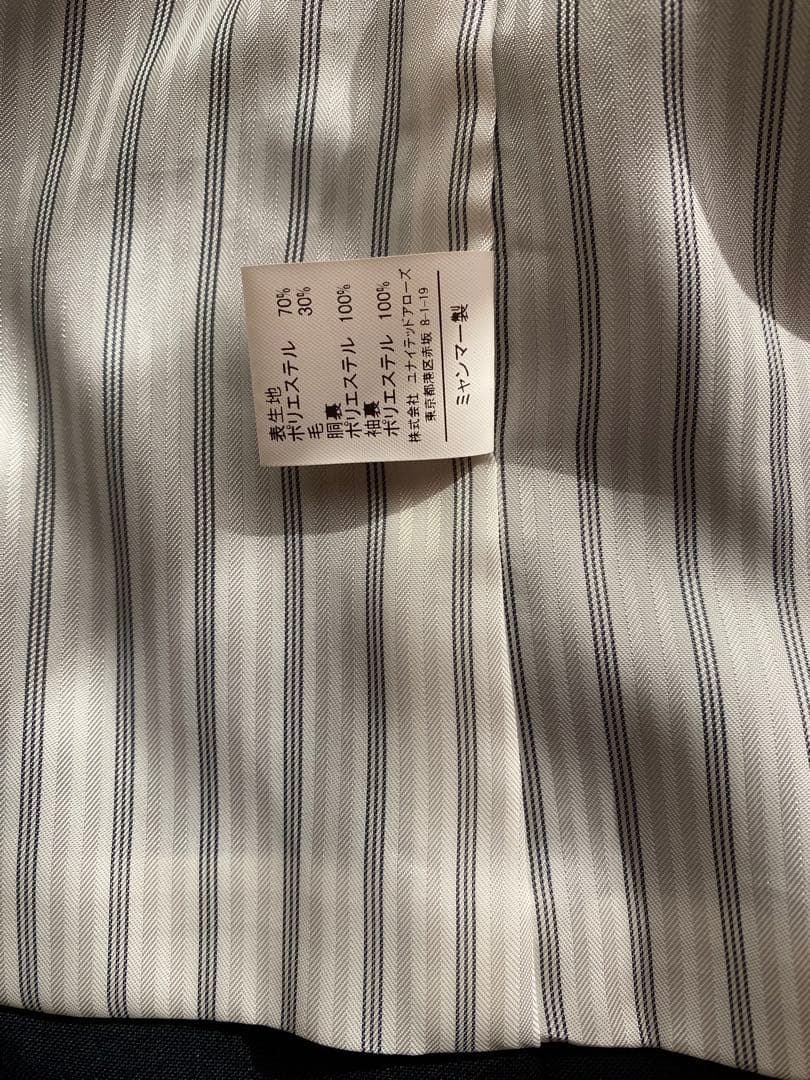 表生地
ポリエステル 70%
毛 30%
胴裏
ポリエステル 100%
袖裏
ポリエステル 100%
株式会社 ユナイテッドアローズ
東京都港区赤坂 8-1-19
ミャンマー製